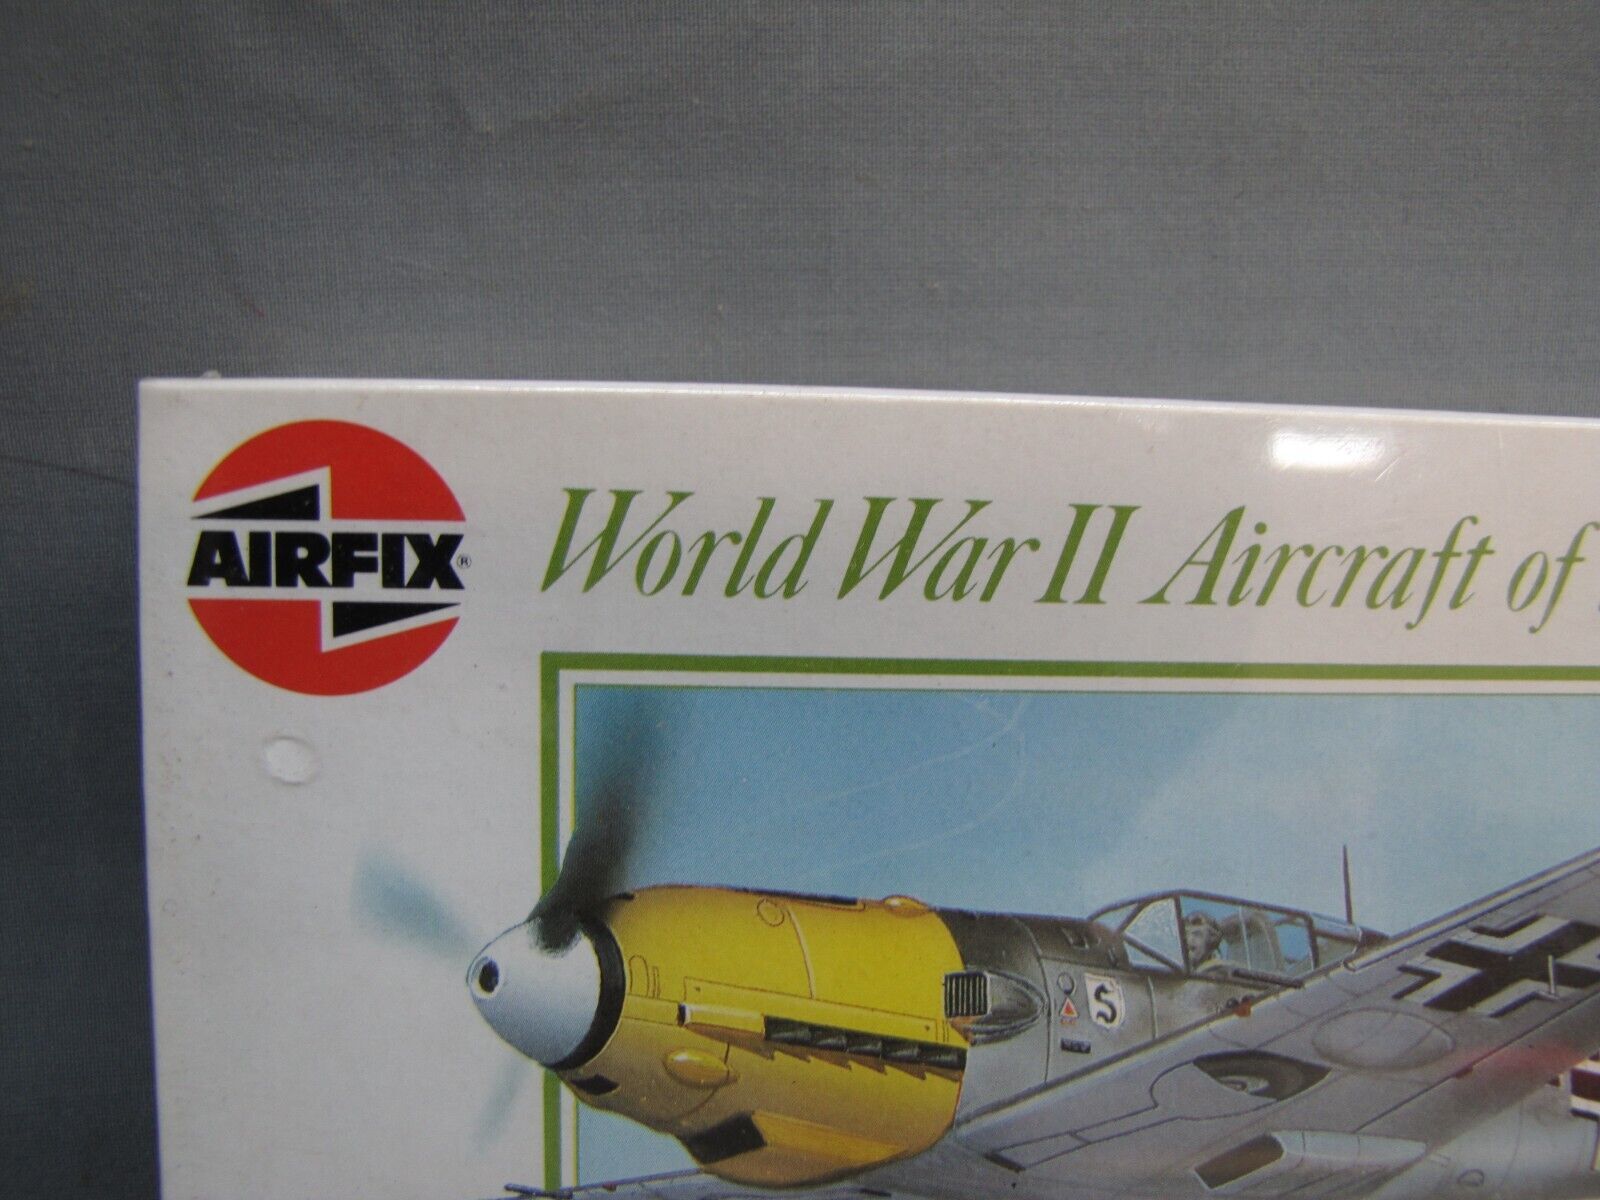 AIRFIX®
World War II Aircraft of
S